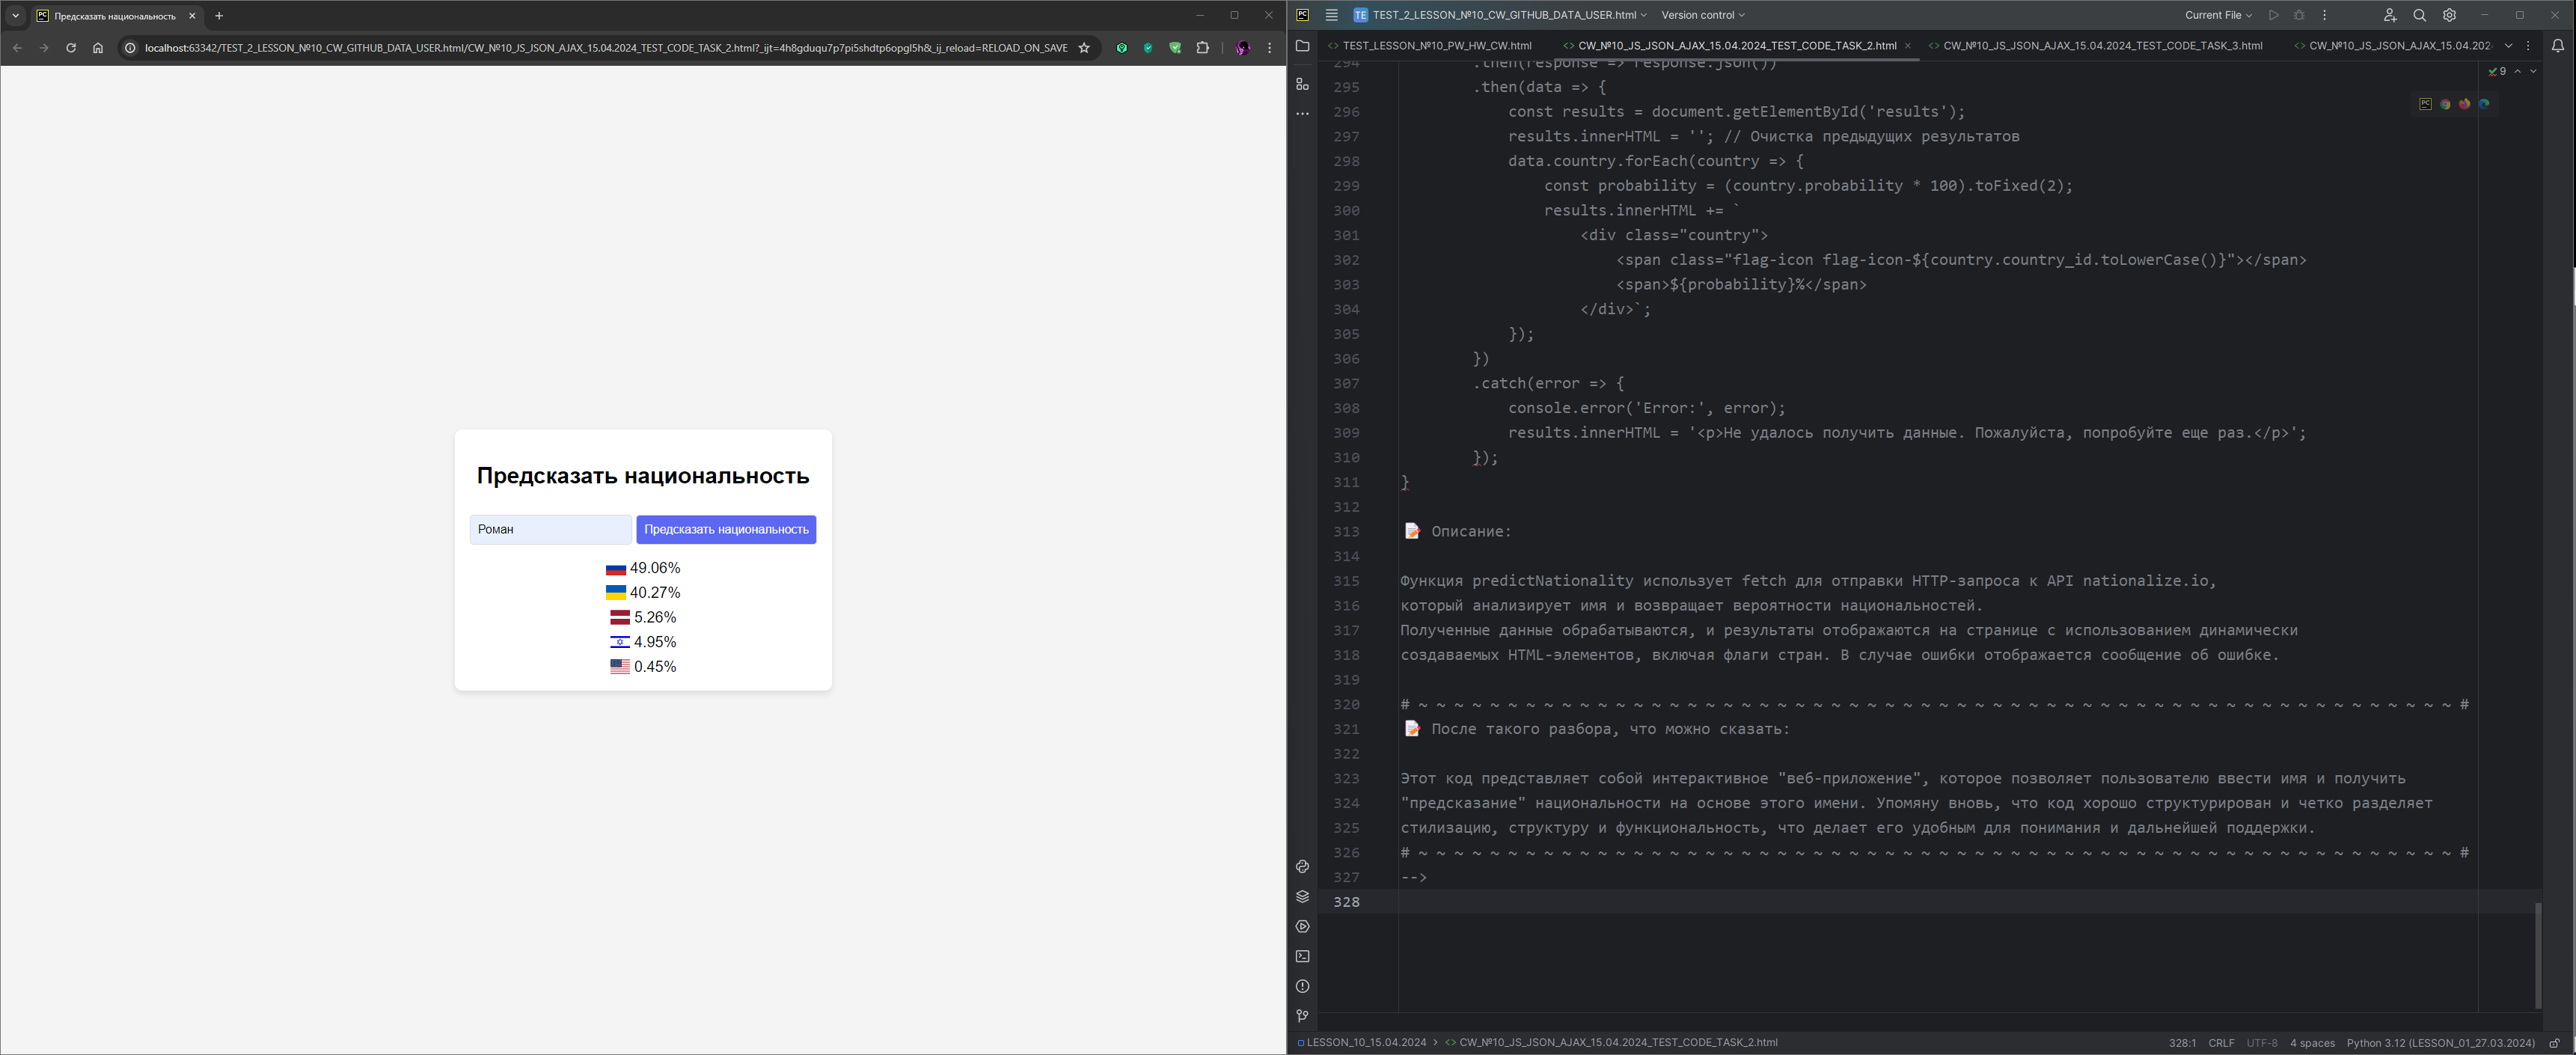 Предсказать национальность
localhost:63342/TEST_2_LESSON_№10_CW_GITHUB_DATA_USER.html/CW_№10_JS_JSON_AJAX_15.04.2024_TEST_CODE_TASK_2.html?_ijt=4h8gduqu7p7pi5shdtp6opgl5h&_ij_reload=RELOAD_ON_SAVE
Предсказать национальность
Роман
Предсказать национальность
49.06%
40.27%
5.26%
4.95%
0.45%
TE TEST_2_LESSON_№10_CW_GITHUB_DATA_USER.html Version control Current File
TEST_LESSON_№10_PW_HW_CW.html CW_№10_JS_JSON_AJAX_15.04.2024_TEST_CODE_TASK_2.html CW_№10_JS_JSON_AJAX_15.04.2024_TEST_CODE_TASK_3.html CW_№10_JS_JSON_AJAX_15.04.202
9
294 .then(response => response.json())
295 .then(data => {
296 const results = document.getElementById('results');
297 results.innerHTML = ''; // Очистка предыдущих результатов
298 data.country.forEach(country => {
299 const probability = (country.probability * 100).toFixed(2);
300 results.innerHTML += `
301 <div class="country">
302 <span class="flag-icon flag-icon-${country.country_id.toLowerCase()}"></span>
303 <span>${probability}%</span>
304 </div>`;
305 });
306 })
307 .catch(error => {
308 console.error('Error:', error);
309 results.innerHTML = '<p>Не удалось получить данные. Пожалуйста, попробуйте еще раз.</p>';
310 });
311 }
312
313 📝 Описание:
314
315 Функция predictNationality использует fetch для отправки HTTP-запроса к API nationalize.io,
316 который анализирует имя и возвращает вероятности национальностей.
317 Полученные данные обрабатываются, и результаты отображаются на странице с использованием динамически
318 создаваемых HTML-элементов, включая флаги стран. В случае ошибки отображается сообщение об ошибке.
319
320 # ~ ~ ~ ~ ~ ~ ~ ~ ~ ~ ~ ~ ~ ~ ~ ~ ~ ~ ~ ~ ~ ~ ~ ~ ~ ~ ~ ~ ~ ~ ~ ~ ~ ~ ~ ~ ~ ~ ~ ~ ~ ~ ~ ~ ~ ~ ~ ~ ~ ~ ~ ~ ~ ~ ~ ~ ~ ~ #
321 📝 После такого разбора, что можно сказать:
322
323 Этот код представляет собой интерактивное "веб-приложение", которое позволяет пользователю ввести имя и получить
324 "предсказание" национальности на основе этого имени. Упомяну вновь, что код хорошо структурирован и четко разделяет
325 стилизацию, структуру и функциональность, что делает его удобным для понимания и дальнейшей поддержки.
326 # ~ ~ ~ ~ ~ ~ ~ ~ ~ ~ ~ ~ ~ ~ ~ ~ ~ ~ ~ ~ ~ ~ ~ ~ ~ ~ ~ ~ ~ ~ ~ ~ ~ ~ ~ ~ ~ ~ ~ ~ ~ ~ ~ ~ ~ ~ ~ ~ ~ ~ ~ ~ ~ ~ ~ ~ ~ ~ #
327 -->
328
LESSON_10_15.04.2024 > CW_№10_JS_JSON_AJAX_15.04.2024_TEST_CODE_TASK_2.html 328:1 CRLF UTF-8 4 spaces Python 3.12 (LESSON_01_27.03.2024)